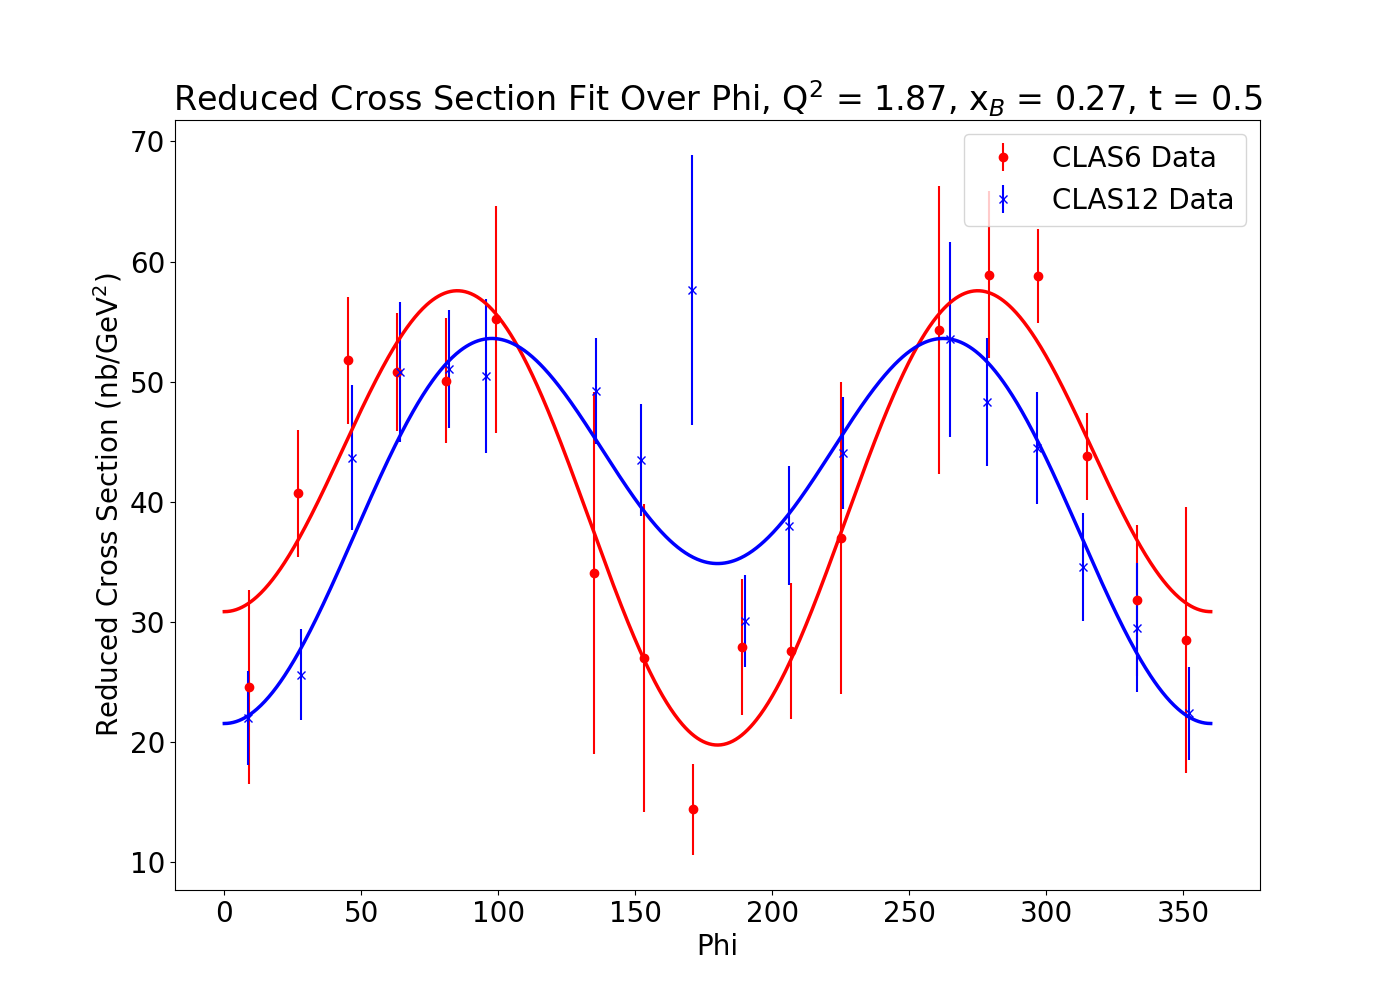 Reduced Cross Section Fit Over Phi, Q² = 1.87, x_B = 0.27, t = 0.5
CLAS6 Data
CLAS12 Data
Reduced Cross Section (nb/GeV²)
70
60
50
40
30
20
10
0 50 100 150 200 250 300 350
Phi